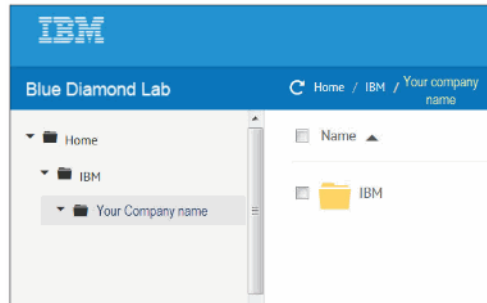 IBM
Blue Diamond Lab
Home / IBM / Your company name
Home
IBM
Your Company name
Name
IBM